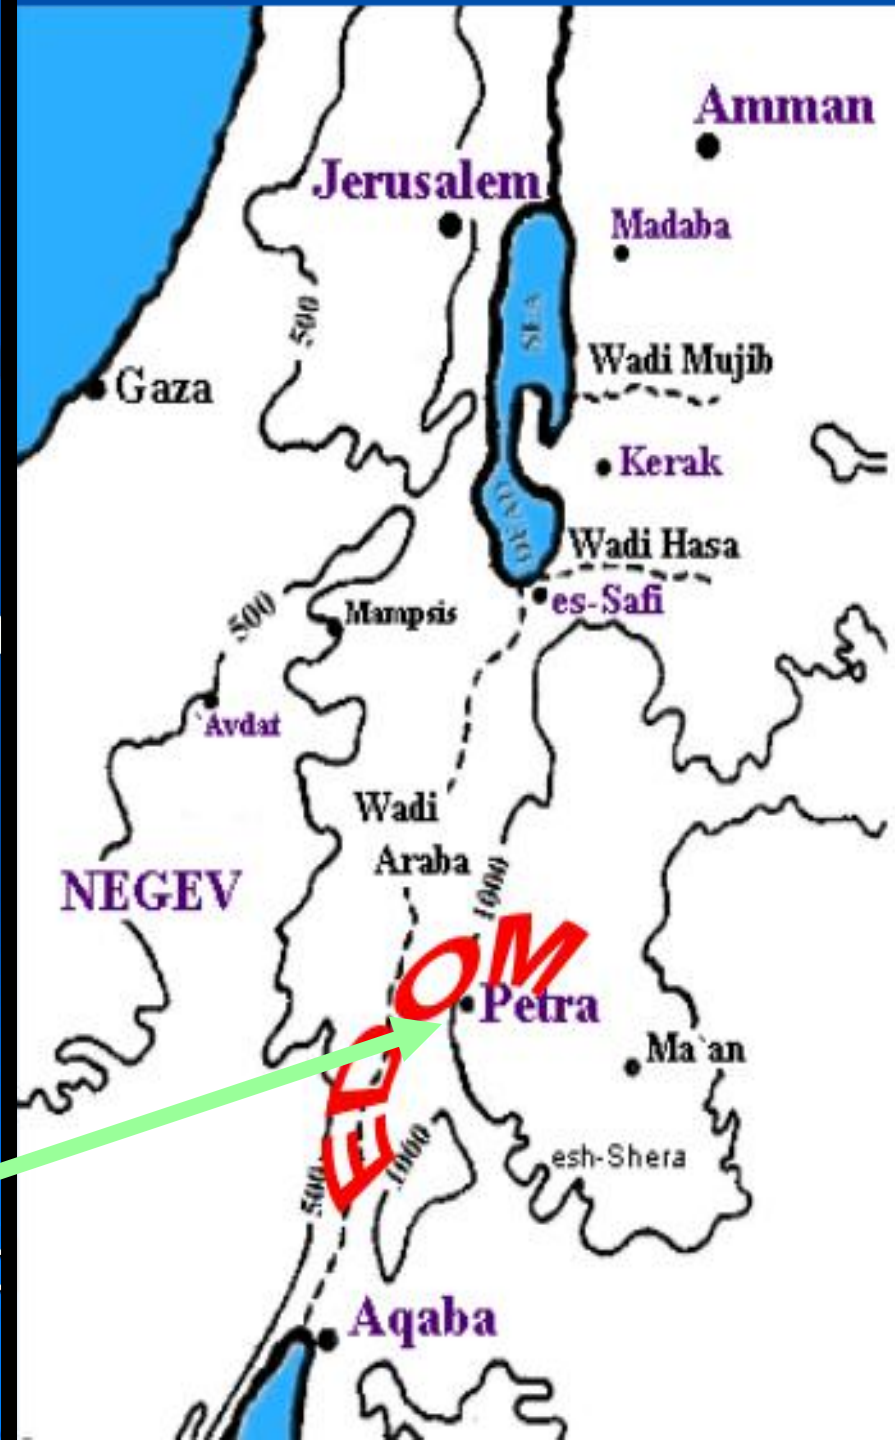 Amman
Jerusalem
Madaba
500
SEA
Wadi Mujib
Gaza
Kerak
DEAD
Wadi Hasa
es-Safi
500
Mampsis
`Avdat
Wadi
Araba
1000
NEGEV
EDOM
Petra
Ma`an
1000
esh-Shera
500
Aqaba